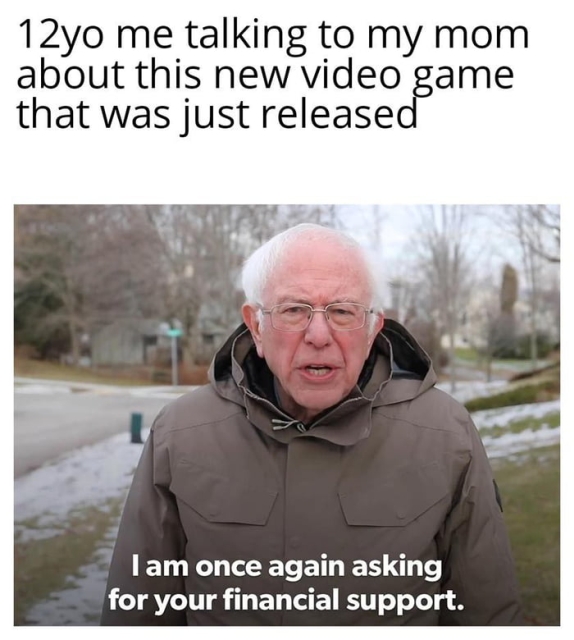 12yo me talking to my mom
about this new video game
that was just released
I am once again asking
for your financial support.